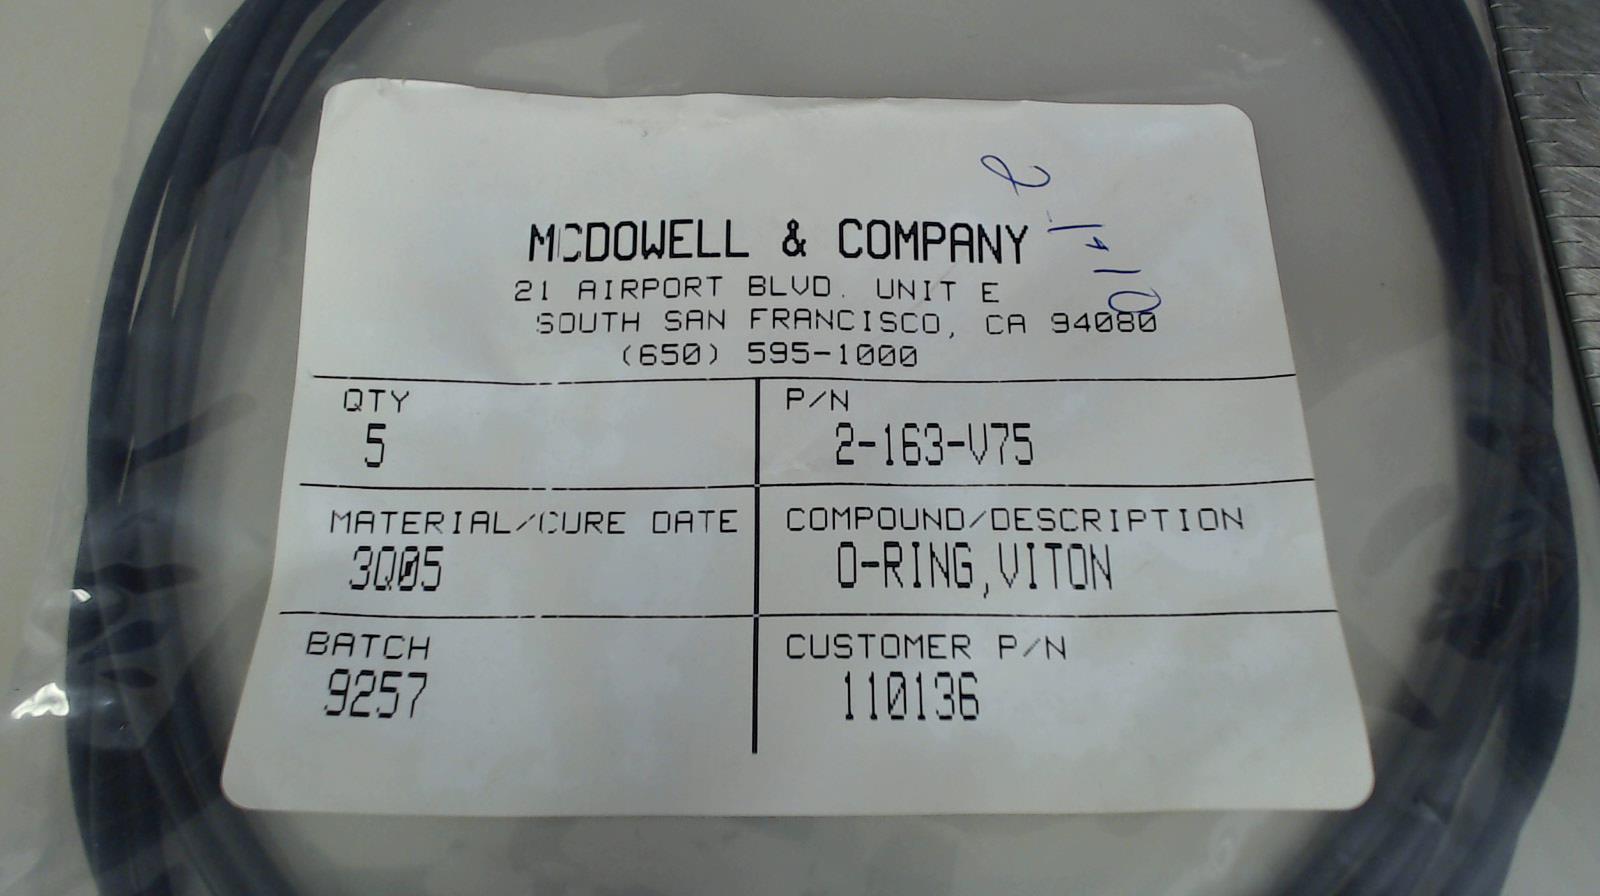 MCDOWELL & COMPANY
21 AIRPORT BLVD. UNIT E
SOUTH SAN FRANCISCO, CA 94080
(650) 595-1000
QTY
5
P/N
2-163-V75
MATERIAL/CURE DATE
3Q05
COMPOUND/DESCRIPTION
O-RING,VITON
BATCH
9257
CUSTOMER P/N
110136